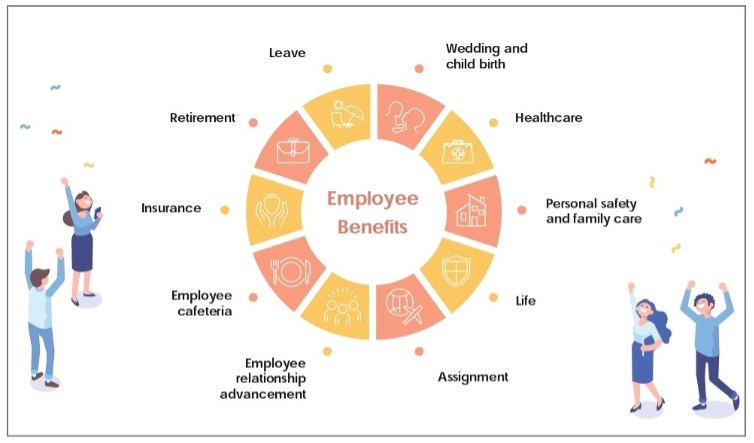 Leave
Wedding and
child birth
Retirement
Healthcare
Insurance
Employee
Benefits
Personal safety
and family care
Employee
cafeteria
Life
Employee
relationship
advancement
Assignment